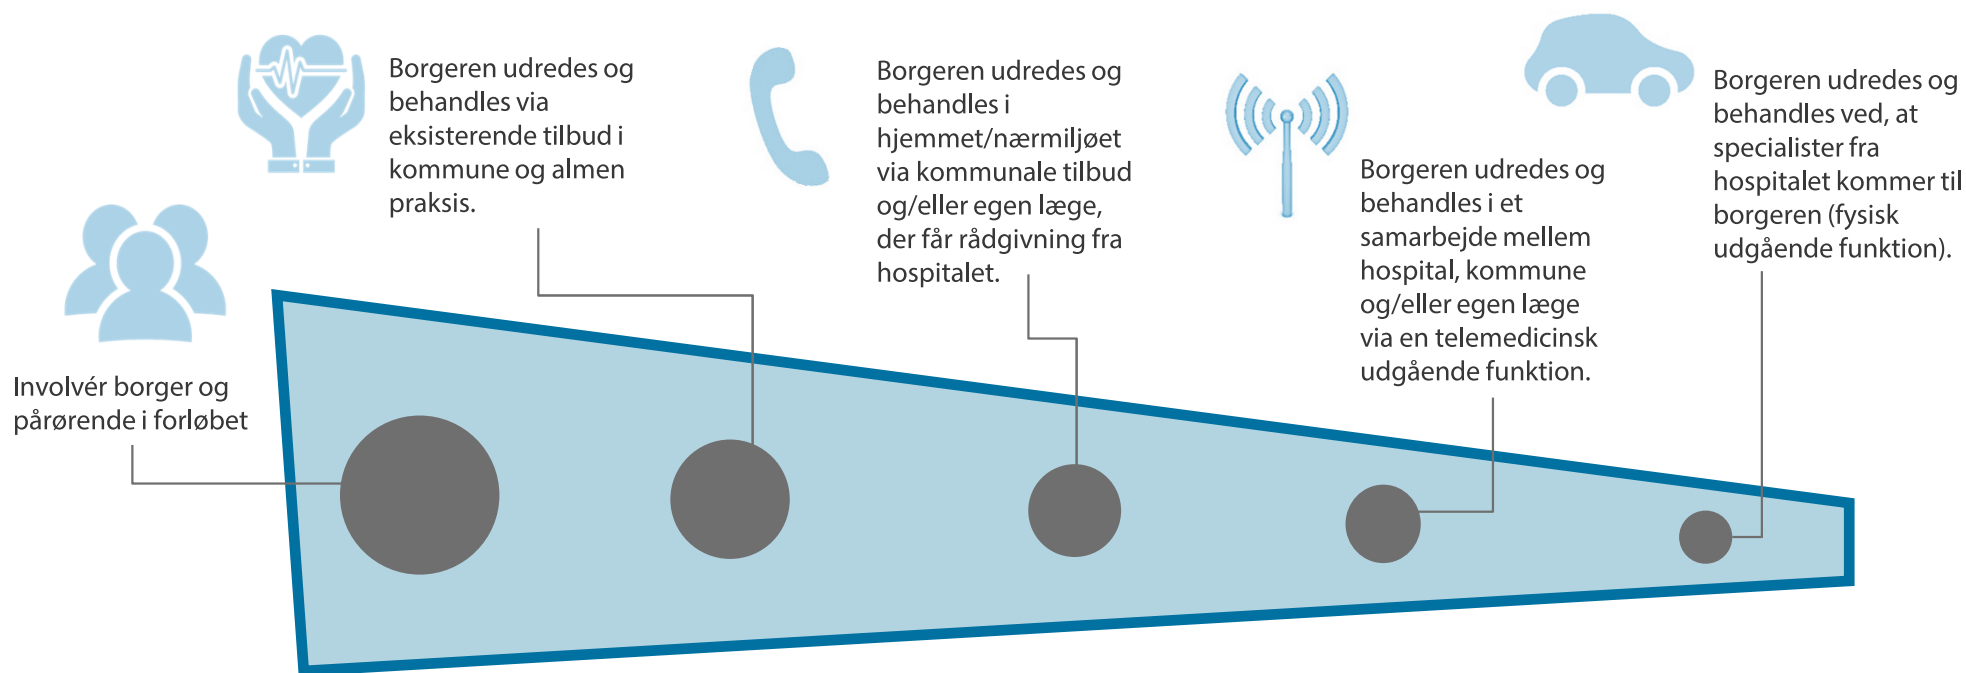 Involvér borger og
pårørende i forløbet
Borgeren udredes og
behandles via
eksisterende tilbud i
kommune og almen
praksis.
Borgeren udredes og
behandles i
hjemmet/nærmiljøet
via kommunale tilbud
og/eller egen læge,
der får rådgivning fra
hospitalet.
Borgeren udredes og
behandles i et
samarbejde mellem
hospital, kommune
og/eller egen læge
via en telemedicinsk
udgående funktion.
Borgeren udredes og
behandles ved, at
specialister fra
hospitalet kommer til
borgeren (fysisk
udgående funktion).